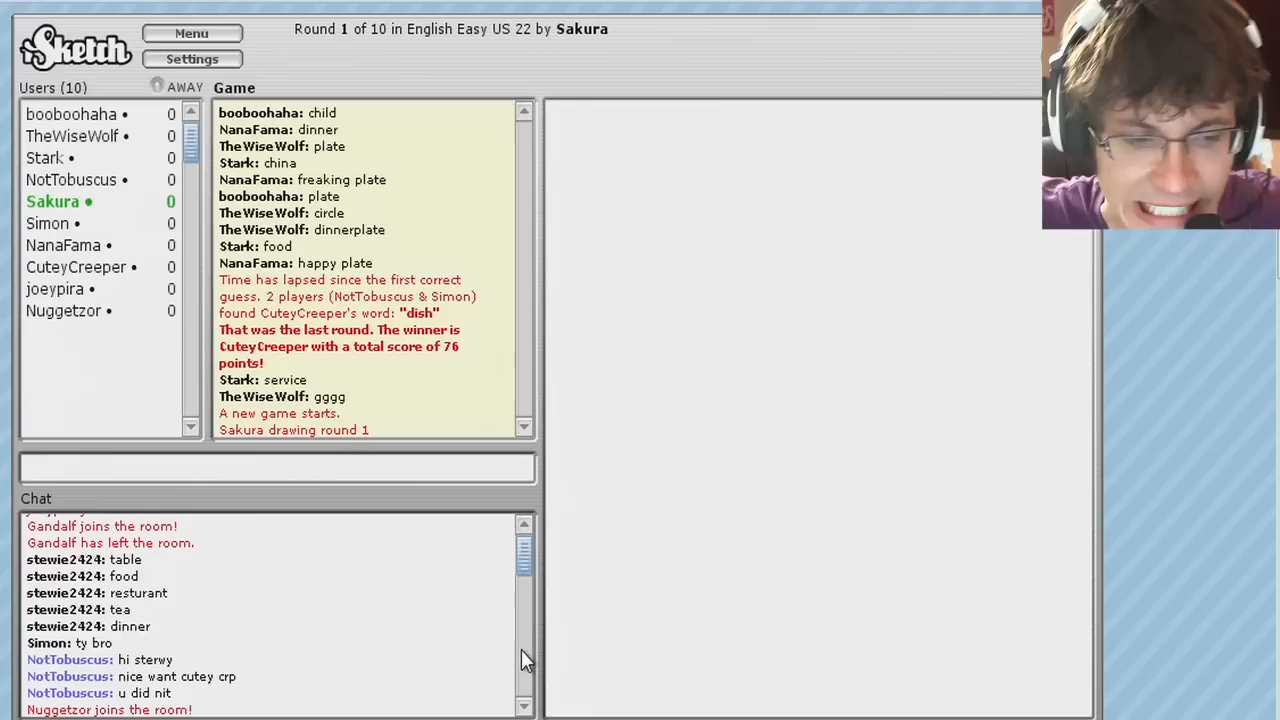 iSketch
Menu
Settings
Round 1 of 10 in English Easy US 22 by Sakura
Users (10)
AWAY
booboohaha • 0
TheWiseWolf • 0
Stark • 0
NotTobuscus • 0
Sakura • 0
Simon • 0
NanaFama • 0
CuteyCreeper • 0
joeypira • 0
Nuggetzor • 0
Game
booboohaha: child
NanaFama: dinner
TheWiseWolf: plate
Stark: china
NanaFama: freaking plate
booboohaha: plate
TheWiseWolf: circle
TheWiseWolf: dinnerplate
Stark: food
NanaFama: happy plate
Time has lapsed since the first correct
guess. 2 players (NotTobuscus & Simon)
found CuteyCreeper's word: "dish"
That was the last round. The winner is
CuteyCreeper with a total score of 76
points!
Stark: service
TheWiseWolf: gggg
A new game starts.
Sakura drawing round 1
Chat
Gandalf joins the room!
Gandalf has left the room.
stewie2424: table
stewie2424: food
stewie2424: resturant
stewie2424: tea
stewie2424: dinner
Simon: ty bro
NotTobuscus: hi sterwy
NotTobuscus: nice want cutey crp
NotTobuscus: u did nit
Nuggetzor joins the room!